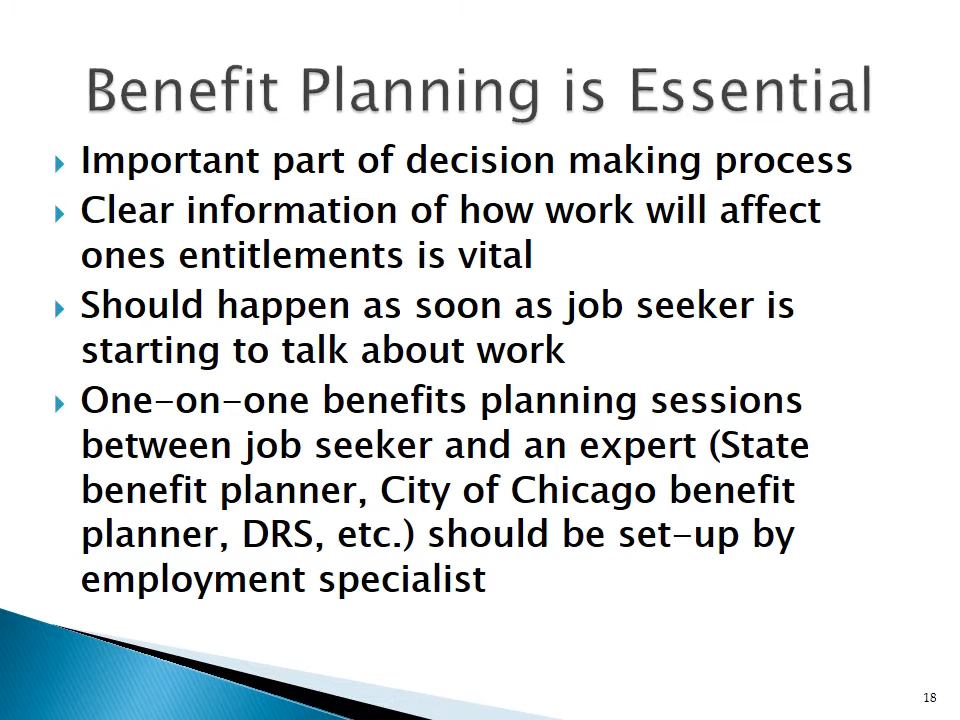 Benefit Planning is Essential
Important part of decision making process
Clear information of how work will affect
ones entitlements is vital
Should happen as soon as job seeker is
starting to talk about work
One-on-one benefits planning sessions
between job seeker and an expert (State
benefit planner, City of Chicago benefit
planner, DRS, etc.) should be set-up by
employment specialist
18